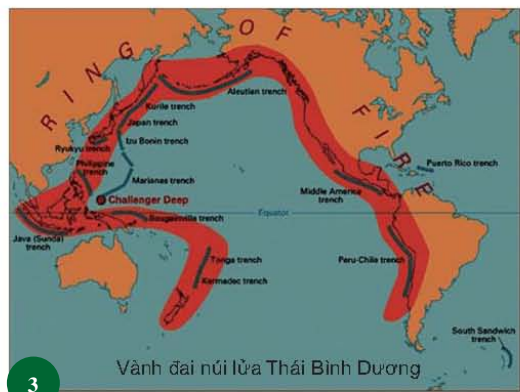 RING OF FIRE
Aleutian trench
Kurile trench
Japan trench
Izu Bonin trench
Ryukyu trench
Philippine
trench
Marianas trench
Challenger Deep
Bougainville trench
Equator
Java (Sunda)
trench
Tonga
trench
Kermadec trench
Puerto Rico trench
Middle America
trench
Peru-Chile trench
South Sandwich
trench
Vành đai núi lửa Thái Bình Dương
3